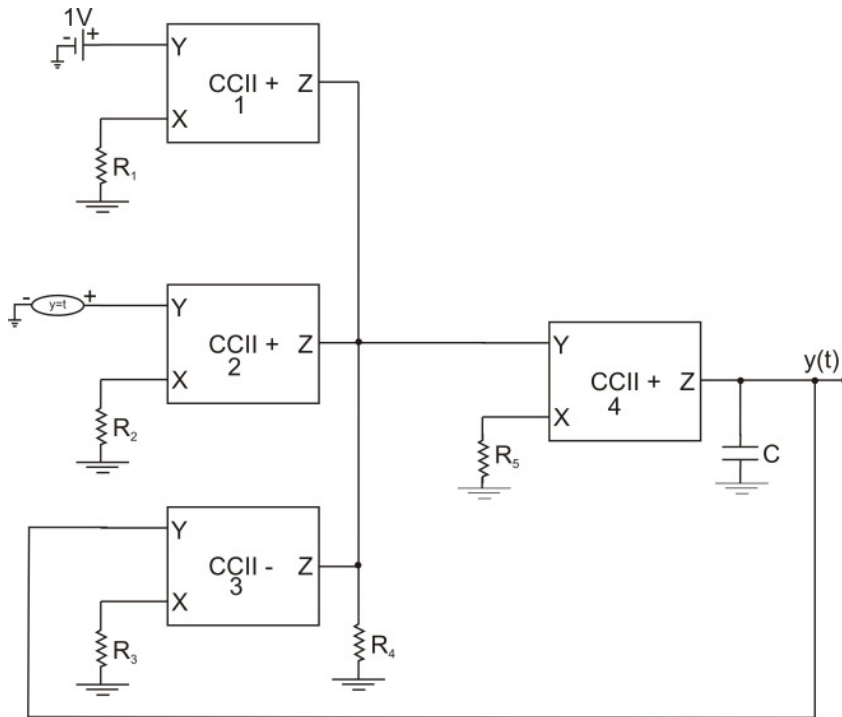 1V
- +
Y
CCII + Z
1
X
R₁
- y=t +
Y
CCII + Z
2
X
R₂
Y
CCII + Z
4
X
R₅
y(t)
C
Y
CCII - Z
3
X
R₃
R₄